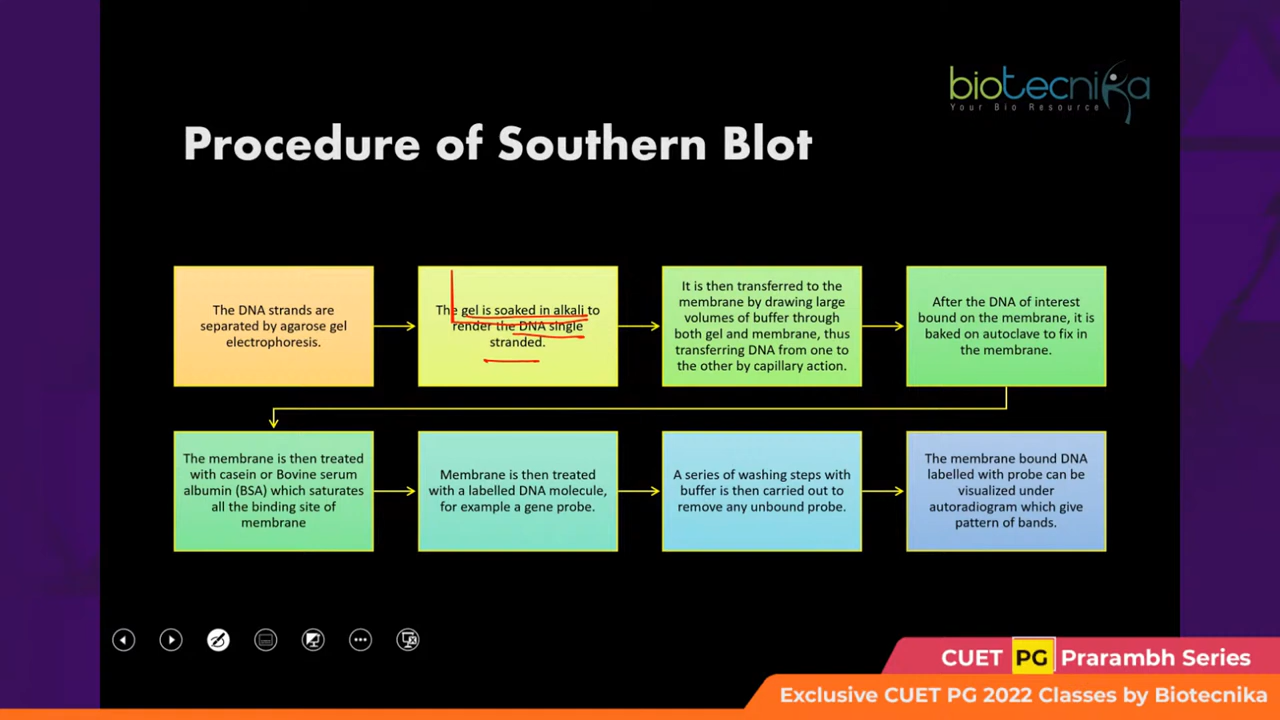 biotecnika
Your Bio Resource
Procedure of Southern Blot
The DNA strands are
separated by agarose gel
electrophoresis.
The gel is soaked in alkali to
render the DNA single
stranded.
It is then transferred to the
membrane by drawing large
volumes of buffer through
both gel and membrane, thus
transferring DNA from one to
the other by capillary action.
After the DNA of interest
bound on the membrane, it is
baked on autoclave to fix in
the membrane.
The membrane is then treated
with casein or Bovine serum
albumin (BSA) which saturates
all the binding site of
membrane
Membrane is then treated
with a labelled DNA molecule,
for example a gene probe.
A series of washing steps with
buffer is then carried out to
remove any unbound probe.
The membrane bound DNA
labelled with probe can be
visualized under
autoradiogram which give
pattern of bands.
CUET PG Prarambh Series
Exclusive CUET PG 2022 Classes by Biotecnika